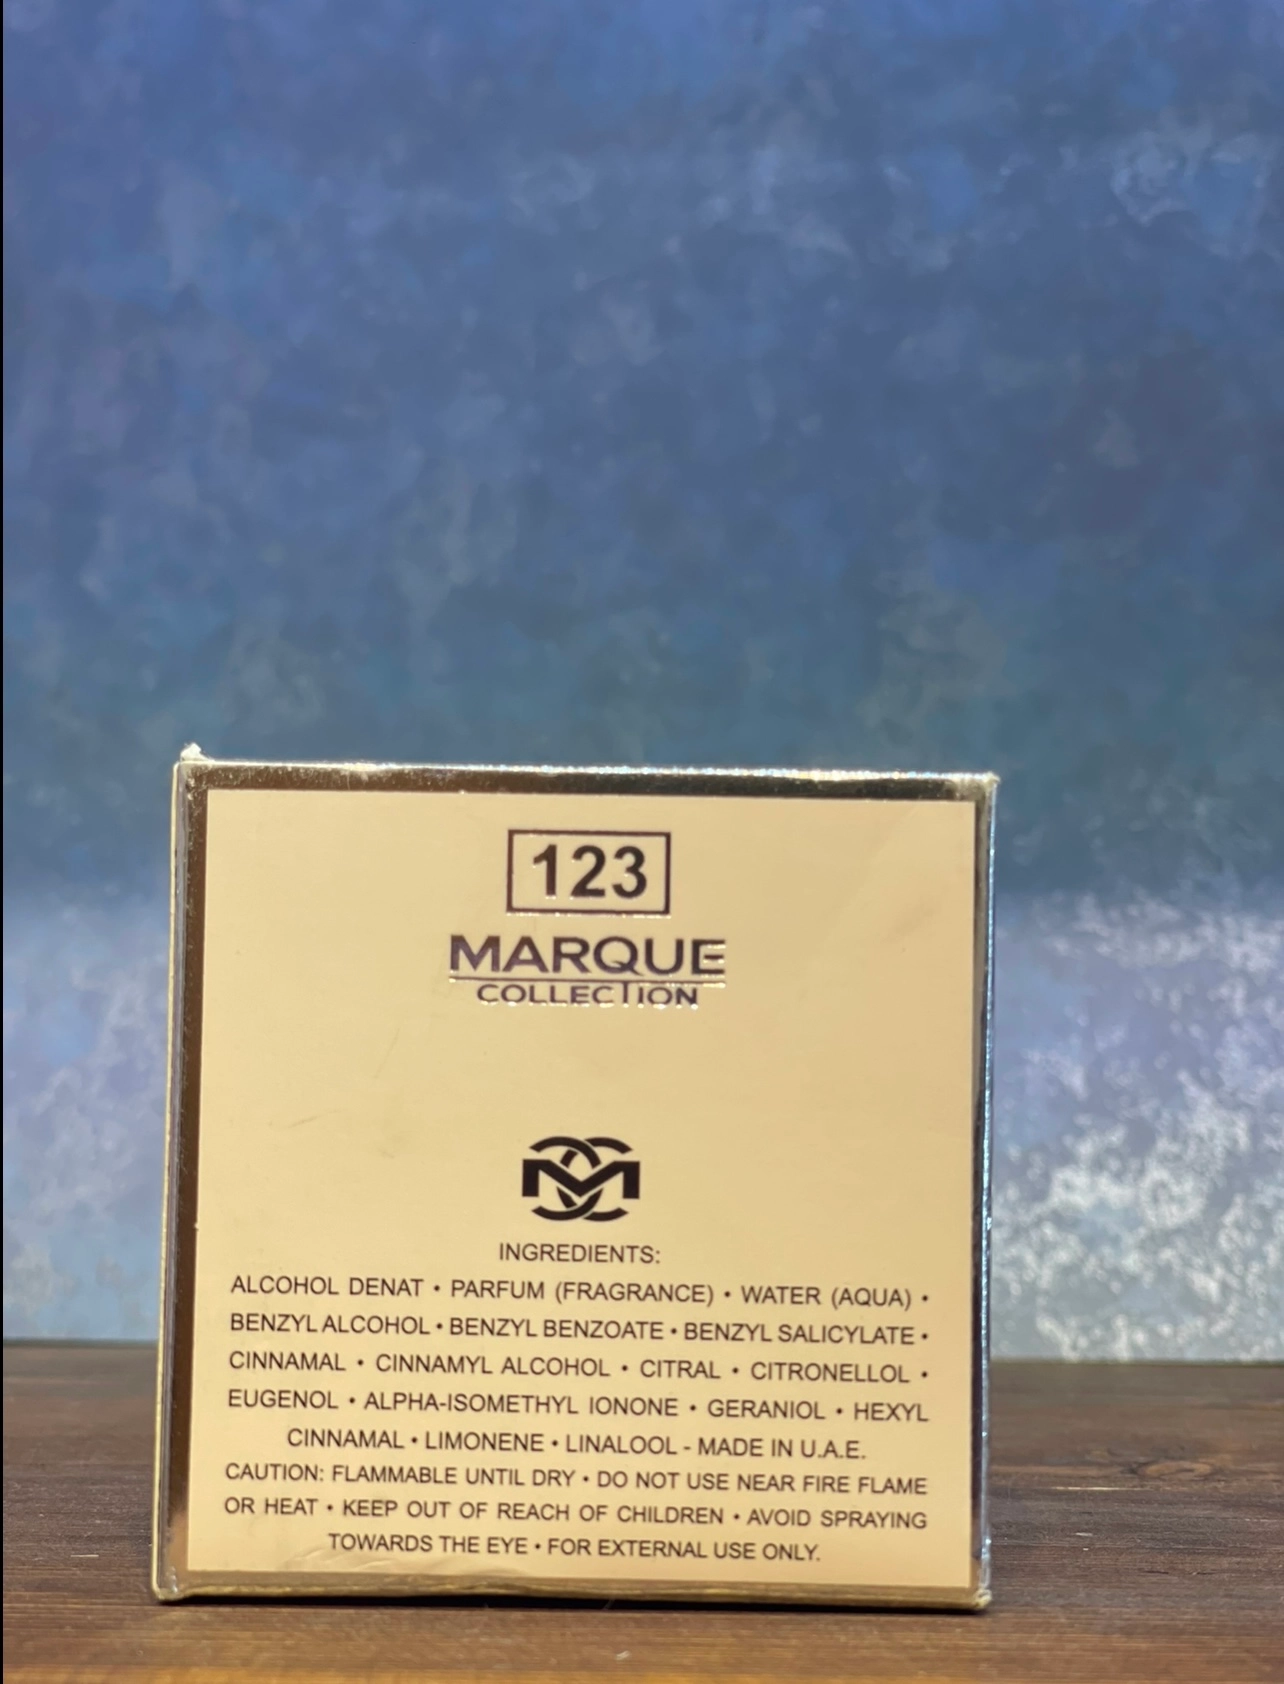 123
MARQUE
COLLECTION
INGREDIENTS:
ALCOHOL DENAT • PARFUM (FRAGRANCE) • WATER (AQUA) •
BENZYL ALCOHOL • BENZYL BENZOATE • BENZYL SALICYLATE •
CINNAMAL • CINNAMYL ALCOHOL • CITRAL • CITRONELLOL •
EUGENOL • ALPHA-ISOMETHYL IONONE • GERANIOL • HEXYL
CINNAMAL • LIMONENE • LINALOOL - MADE IN U.A.E.
CAUTION: FLAMMABLE UNTIL DRY • DO NOT USE NEAR FIRE FLAME
OR HEAT • KEEP OUT OF REACH OF CHILDREN • AVOID SPRAYING
TOWARDS THE EYE • FOR EXTERNAL USE ONLY.